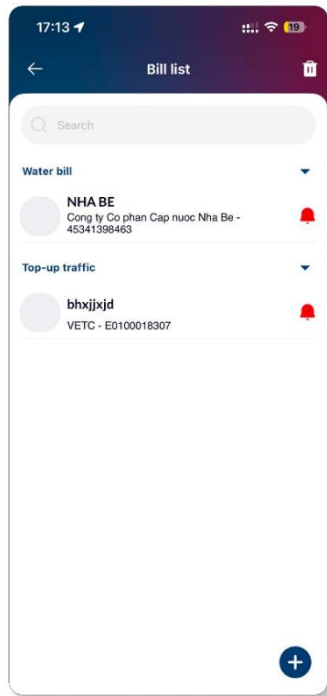 17:13
19
Bill list
Search
Water bill
NHA BE
Cong ty Co phan Cap nuoc Nha Be -
45341398463
Top-up traffic
bhxjjxjd
VETC - E0100018307